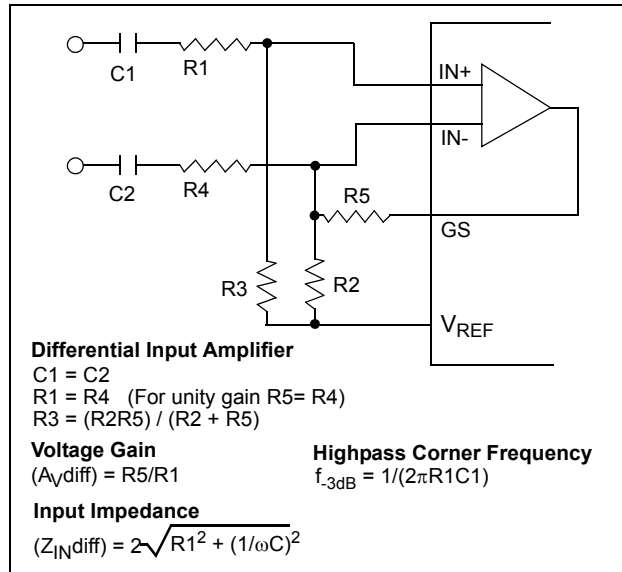 C1
R1
IN+
IN-
C2
R4
R5
GS
R3
R2
VREF
Differential Input Amplifier
C1 = C2
R1 = R4 (For unity gain R5= R4)
R3 = (R2R5) / (R2 + R5)
Voltage Gain
(AVdiff) = R5/R1
Highpass Corner Frequency
f-3dB = 1/(2πR1C1)
Input Impedance
(ZINdiff) = 2√R1² + (1/ωC)²